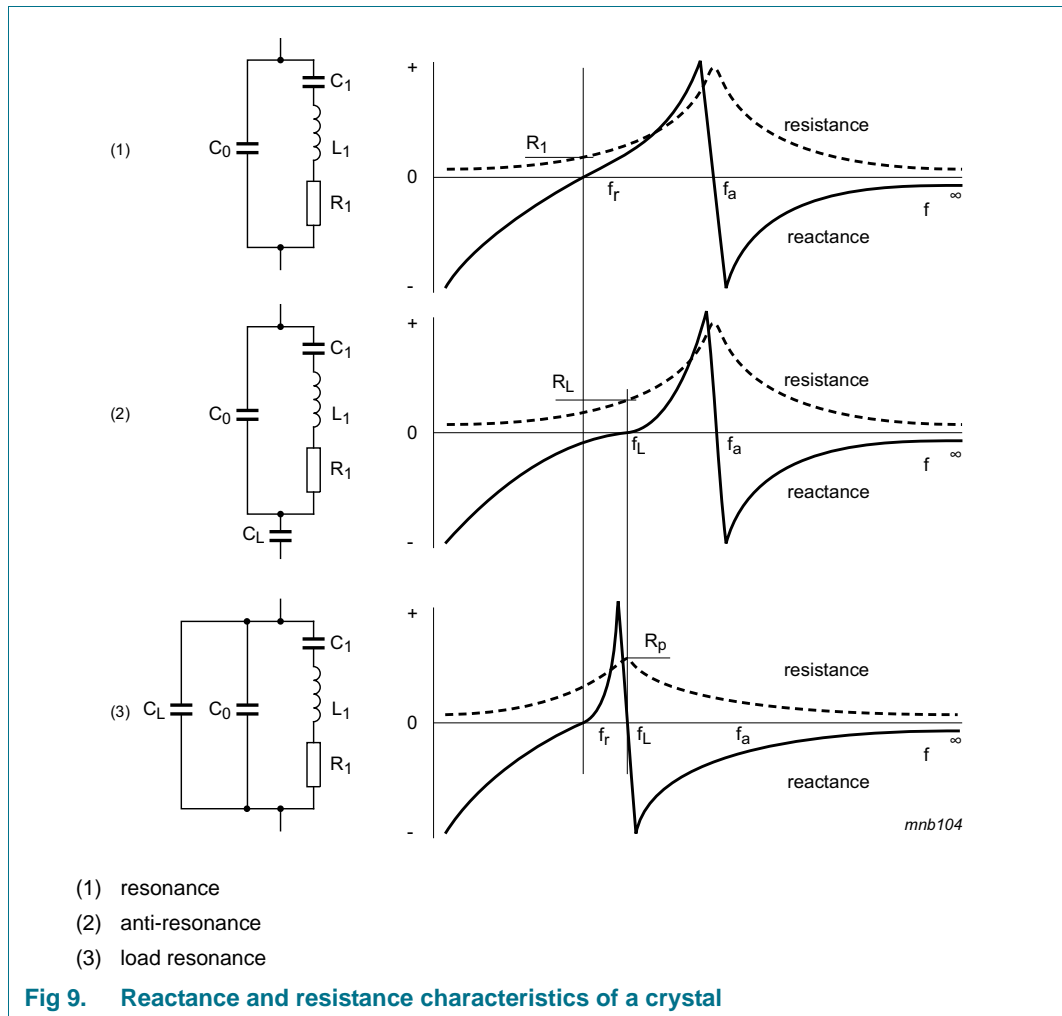 (1)
C0
C1
L1
R1
+
0
-
R1
fr
fa
resistance
f
∞
reactance
(2)
C0
C1
L1
R1
CL
+
0
-
RL
fL
fa
resistance
f
∞
reactance
(3)
CL
C0
C1
L1
R1
+
0
-
Rp
fr
fL
fa
resistance
f
∞
reactance
mnb104
(1) resonance
(2) anti-resonance
(3) load resonance
Fig 9. Reactance and resistance characteristics of a crystal